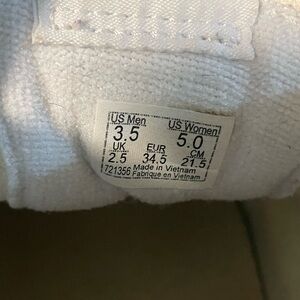 US Men US Women
3.5 5.0
UK EUR CM
2.5 34.5 21.5
721356 Made in Vietnam
Fabrique en Vietnam